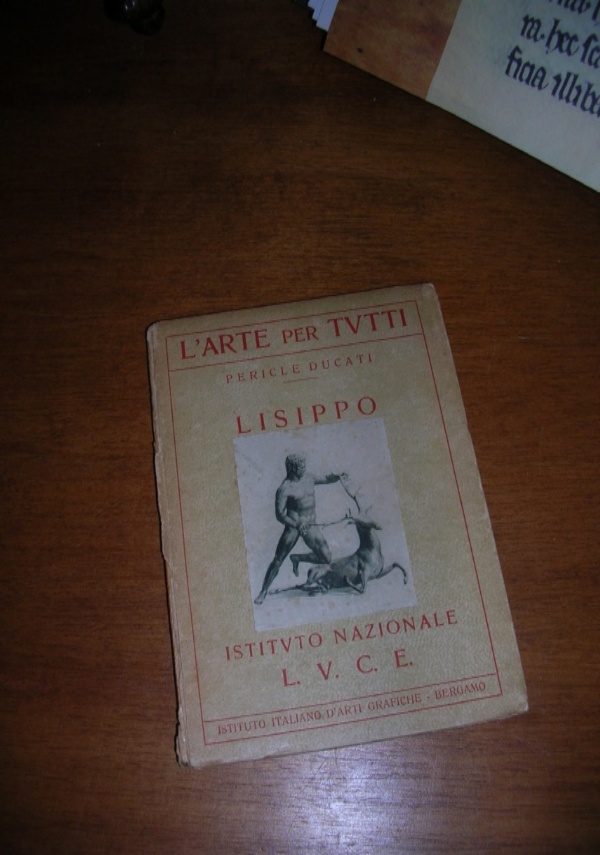 L'ARTE PER TVTTI
PERICLE DUCATI
LISIPPO
ISTITVTO NAZIONALE
L. V. C. E.
ISTITUTO ITALIANO D'ARTI GRAFICHE - BERGAMO